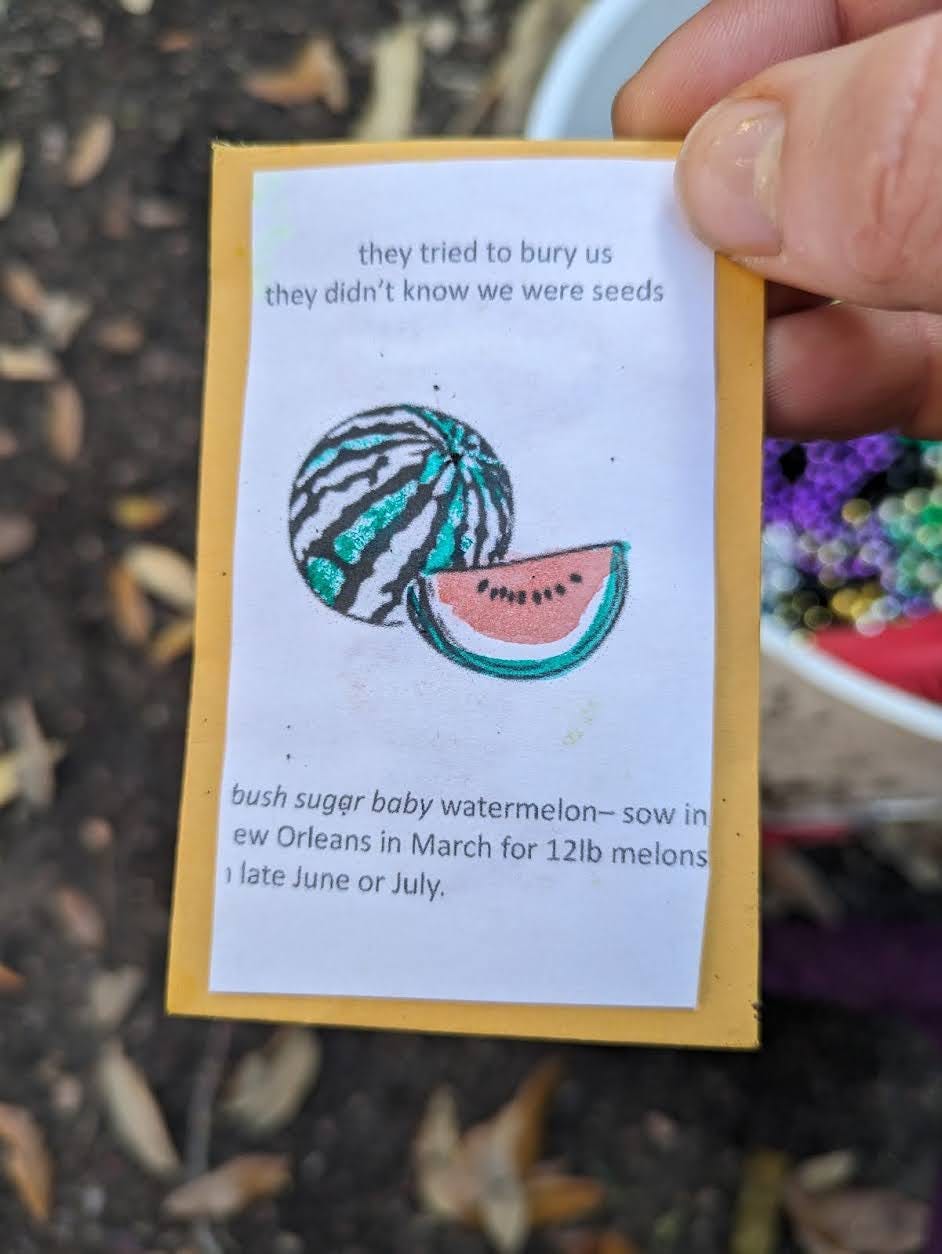 they tried to bury us
they didn't know we were seeds
bush sugar baby watermelon– sow in
ew Orleans in March for 12lb melons
late June or July.